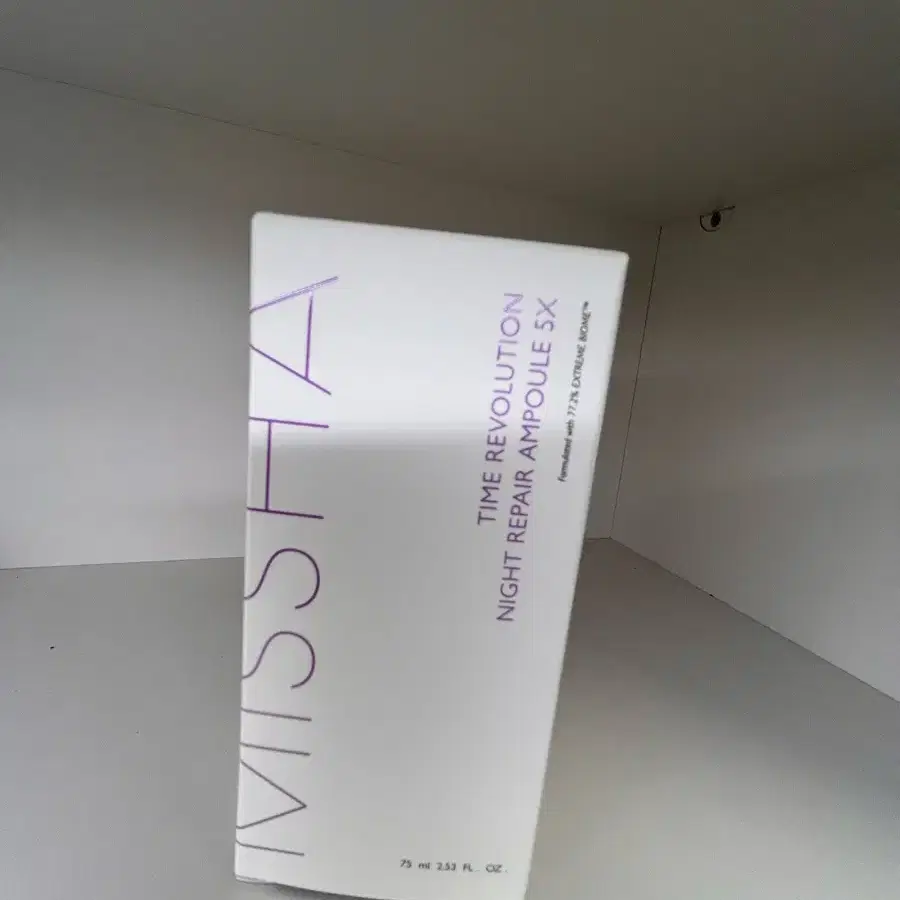 MISSHA
TIME REVOLUTION
NIGHT REPAIR AMPOULE 5X
Formulated with 77.2% EXTREME BIOME™
75 ml 2.53 FL. OZ.